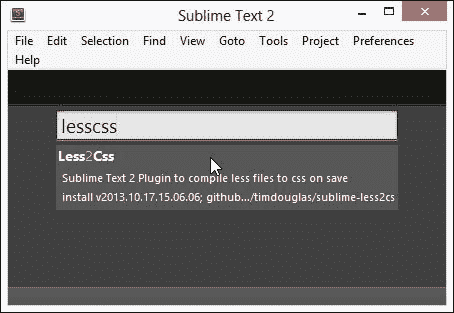 Sublime Text 2
File Edit Selection Find View Goto Tools Project Preferences
Help
lesscss
Less2Css
Sublime Text 2 Plugin to compile less files to css on save
install v2013.10.17.15.06.06; github.../timdouglas/sublime-less2cs